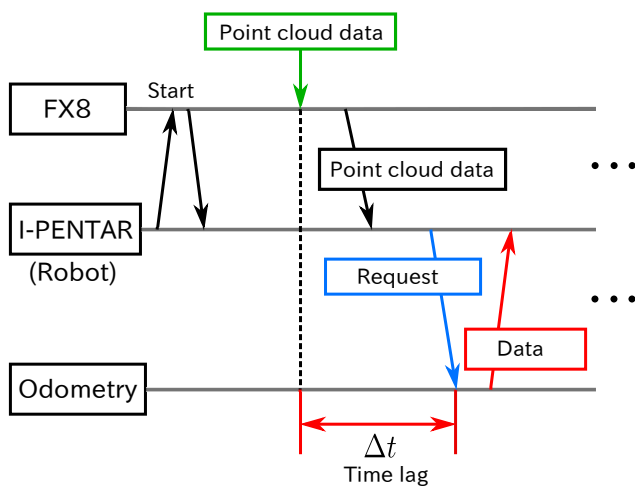 Point cloud data
Start
FX8
Point cloud data
I-PENTAR
(Robot)
Request
Data
Odometry
Δt
Time lag